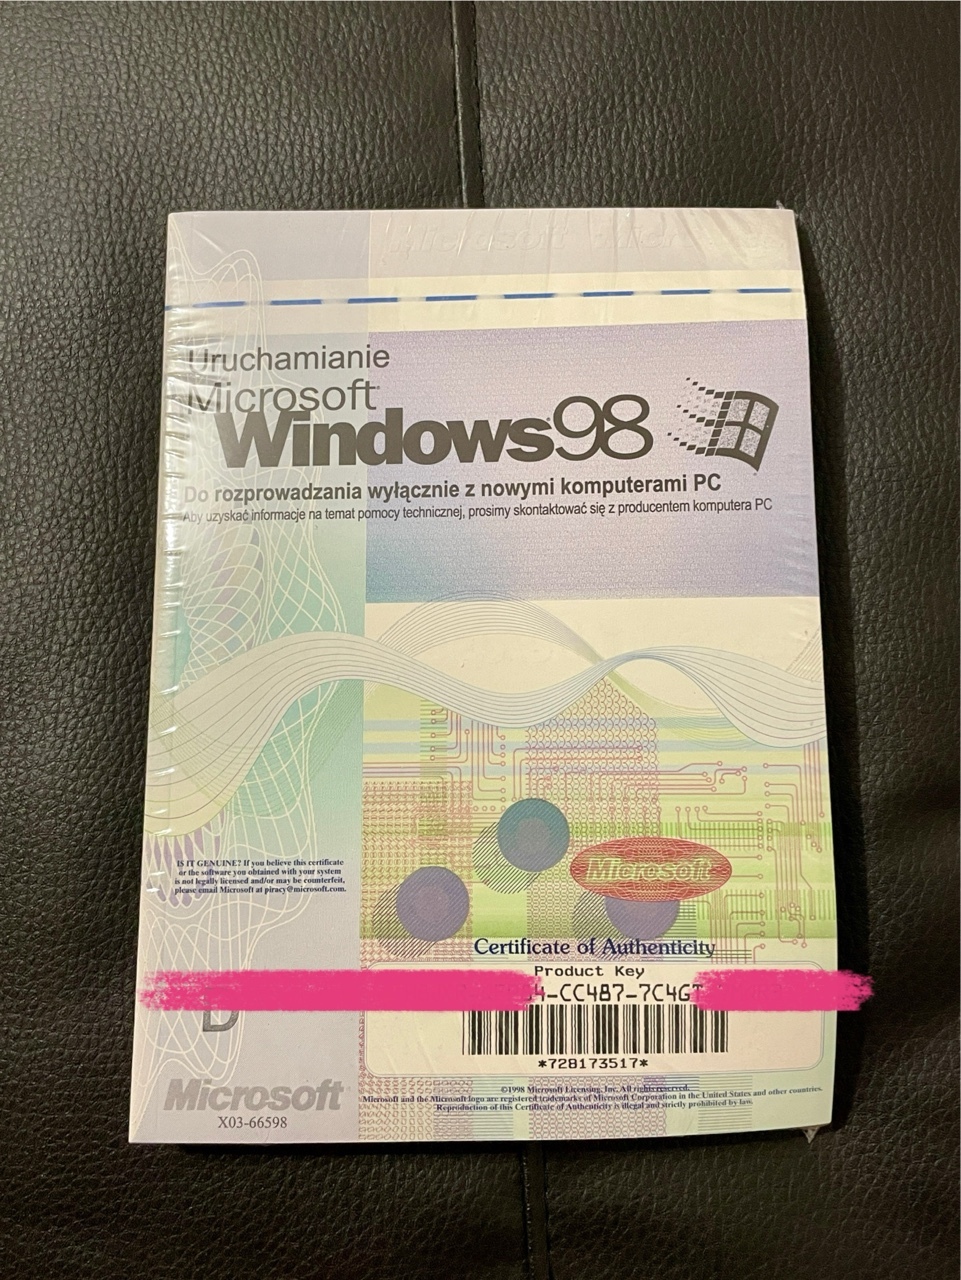 Uruchamianie
Microsoft
Windows 98
Do rozprowadzania wyłącznie z nowymi komputerami PC
Aby uzyskać informacje na temat pomocy technicznej, prosimy skontaktować się z producentem komputera PC
IS IT GENUINE? If you believe this certificate
or the software you obtained with your system
is not legally licensed and/or may be counterfeit,
please email Microsoft at piracy@microsoft.com.
Microsoft
Certificate of Authenticity
Product Key
4-CC487-7C4GT
*728173517*
D
Microsoft
X03-66598
©1998 Microsoft Licensing, Inc. All rights reserved.
Microsoft and the Microsoft logo are registered trademarks of Microsoft Corporation in the United States and other countries.
Reproduction of this Certificate of Authenticity is illegal and strictly prohibited by law.